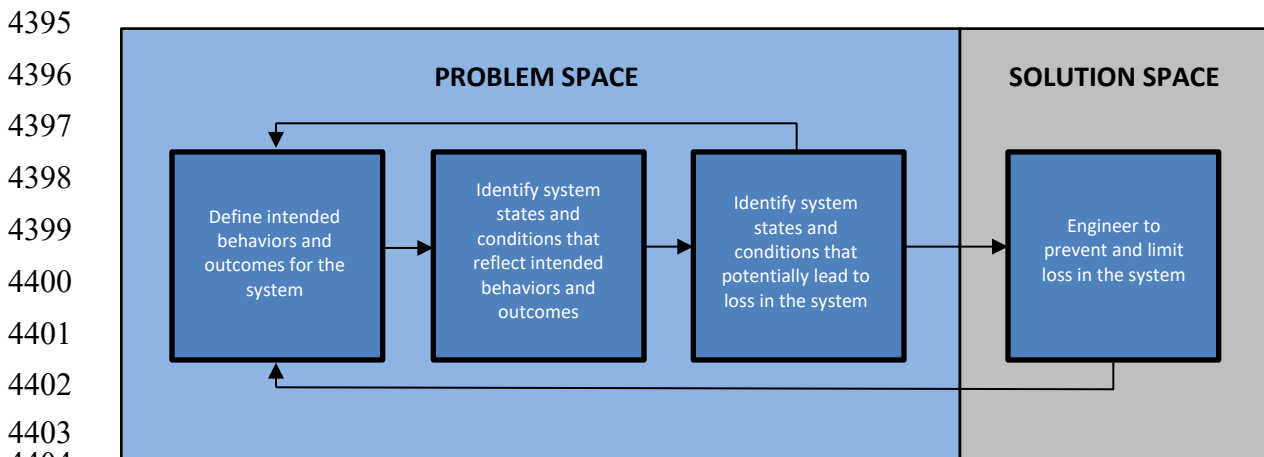 4395
4396
PROBLEM SPACE
SOLUTION SPACE
4397
4398
4399
4400
4401
4402
4403
Define intended
behaviors and
outcomes for the
system
Identify system
states and
conditions that
reflect intended
behaviors and
outcomes
Identify system
states and
conditions that
potentially lead to
loss in the system
Engineer to
prevent and limit
loss in the system